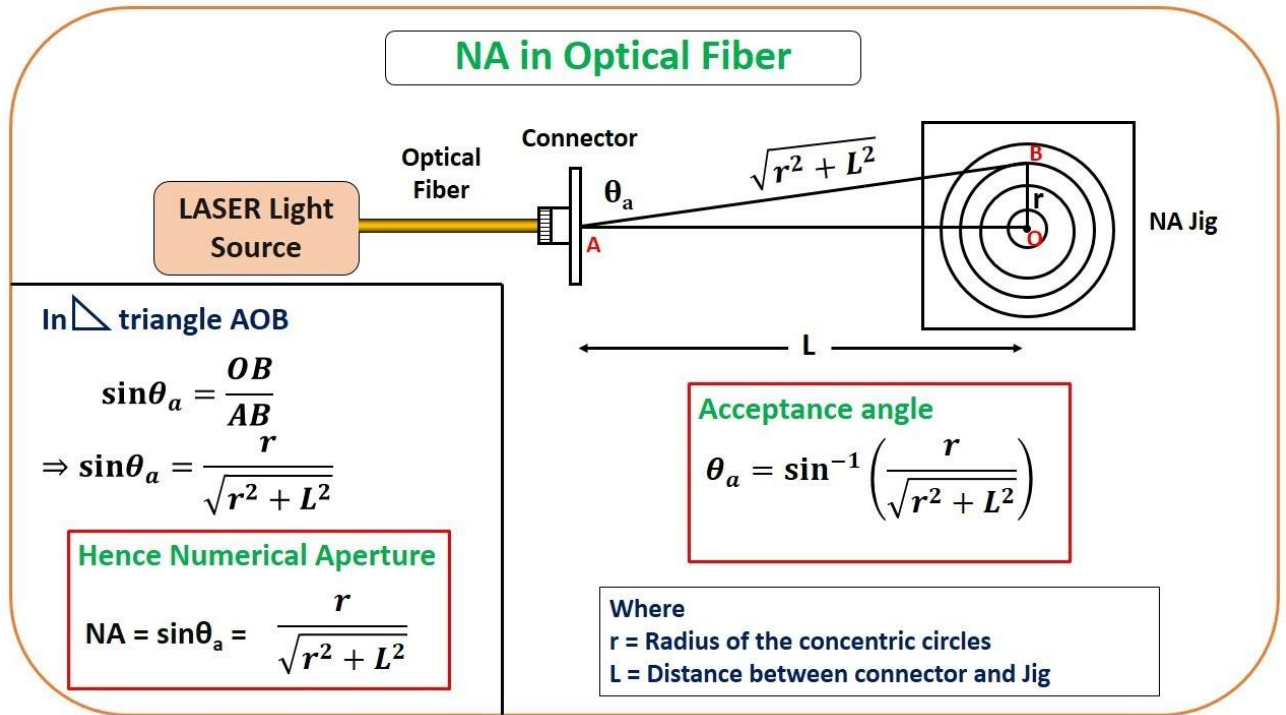 NA in Optical Fiber
Connector
Optical
Fiber
LASER Light
Source
θₐ
√(r² + L²)
A
B
r
O
NA Jig
L
In ◺ triangle AOB
sinθₐ = OB/AB
⇒ sinθₐ = r/√(r² + L²)
Hence Numerical Aperture
NA = sinθₐ = r/√(r² + L²)
Acceptance angle
θₐ = sin⁻¹(r/√(r² + L²))
Where
r = Radius of the concentric circles
L = Distance between connector and Jig